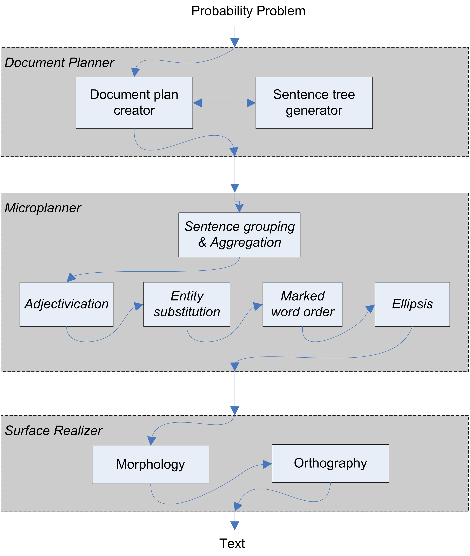 Probability Problem
Document Planner
Document plan
creator
Sentence tree
generator
Microplanner
Sentence grouping
& Aggregation
Adjectivication
Entity
substitution
Marked
word order
Ellipsis
Surface Realizer
Morphology
Orthography
Text